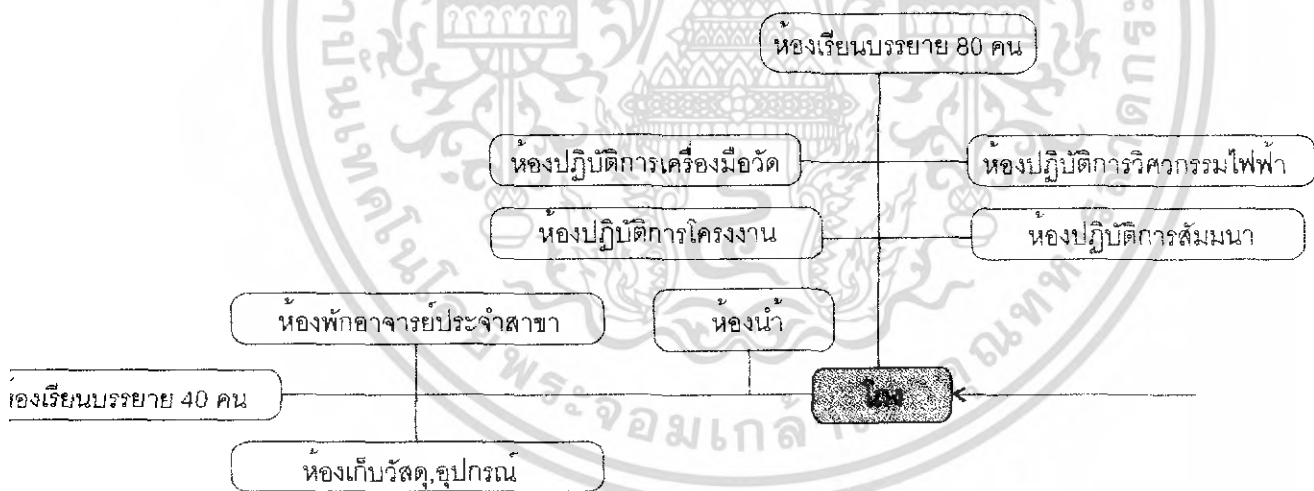 ห้องเรียนบรรยาย 80 คน
ห้องปฏิบัติการเครื่องมือวัด
ห้องปฏิบัติการวิศวกรรมไฟฟ้า
ห้องปฏิบัติการโครงงาน
ห้องปฏิบัติการสัมมนา
ห้องพักอาจารย์ประจำสาขา
ห้องน้ำ
ห้องเรียนบรรยาย 40 คน
โถง
ห้องเก็บวัสดุ,อุปกรณ์